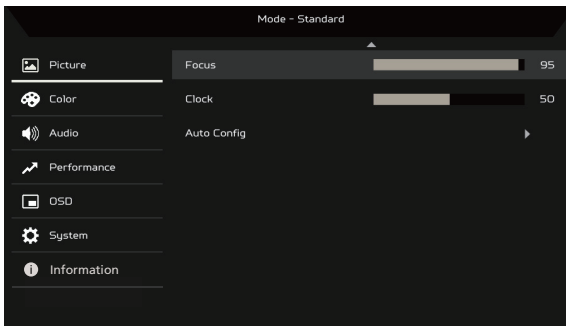 Mode - Standard
Picture
Focus 95
Color
Clock 50
Audio
Auto Config
Performance
OSD
System
Information